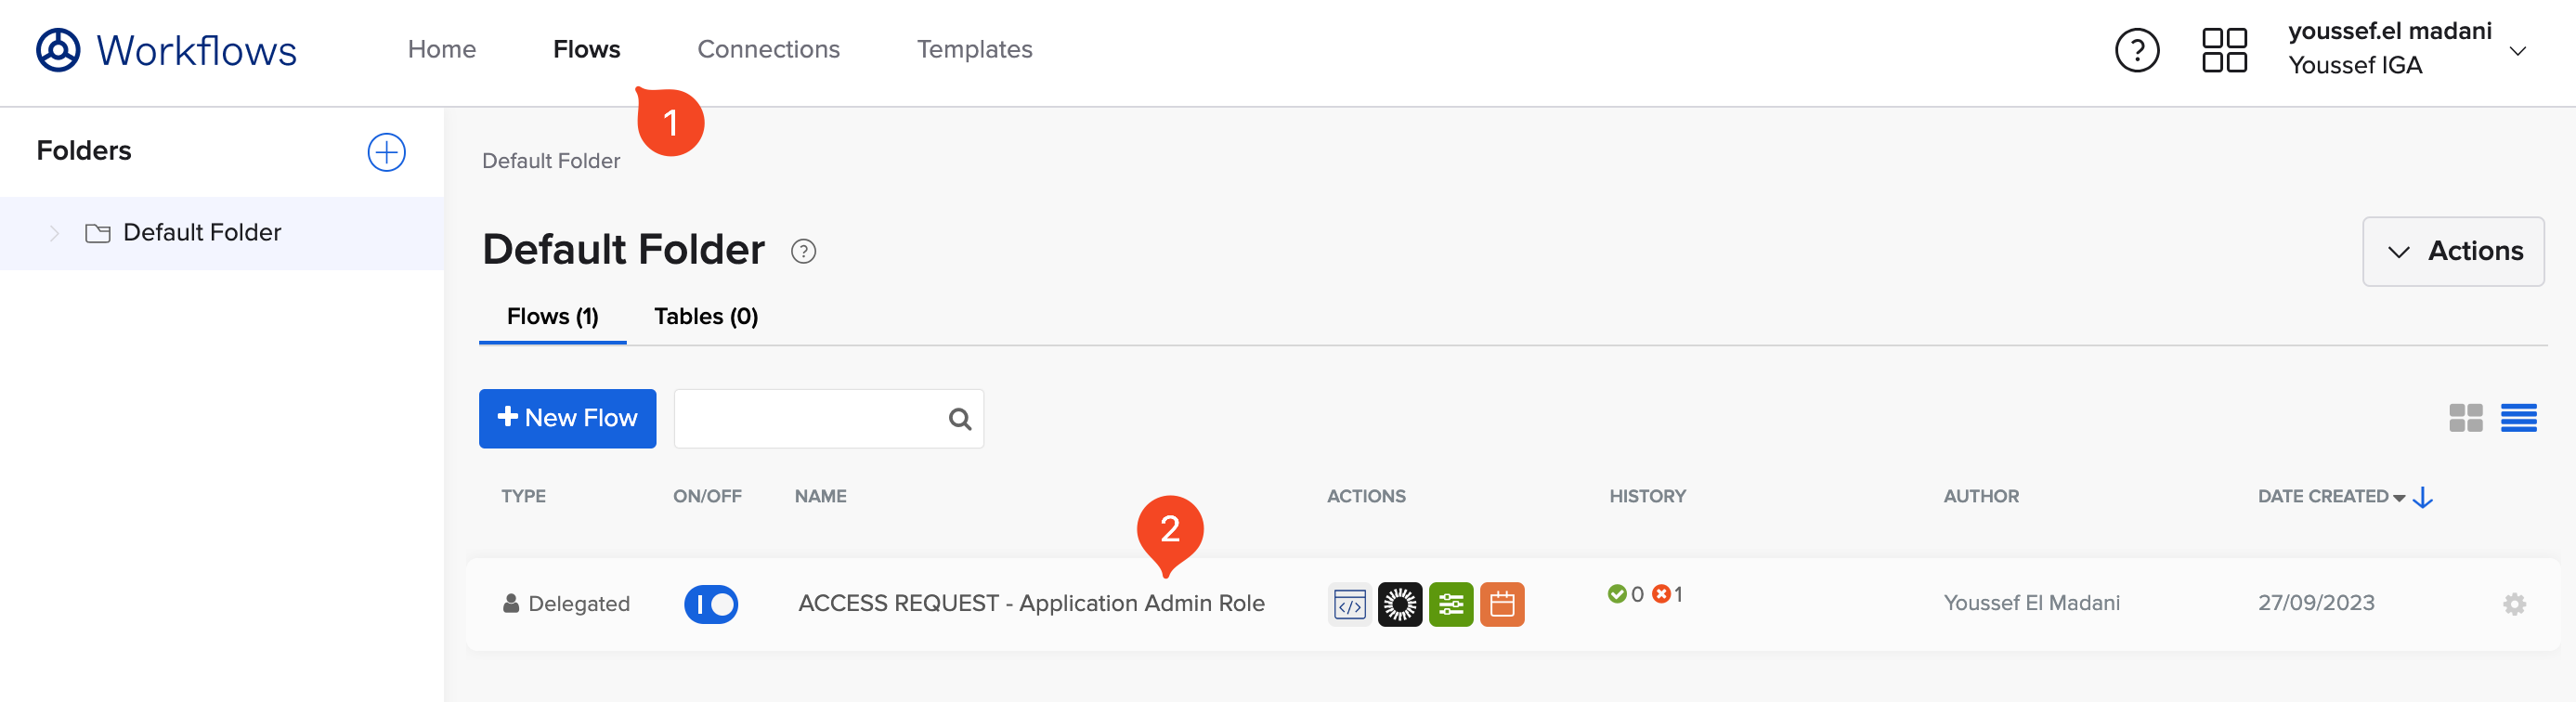 Workflows
Home Flows Connections Templates
?
youssef.el madani
Youssef IGA
1
Folders
Default Folder
Default Folder
Default Folder ?
Actions
Flows (1) Tables (0)
+ New Flow
TYPE ON/OFF NAME ACTIONS HISTORY AUTHOR DATE CREATED
2
Delegated ACCESS REQUEST - Application Admin Role </> 0 1 Youssef El Madani 27/09/2023